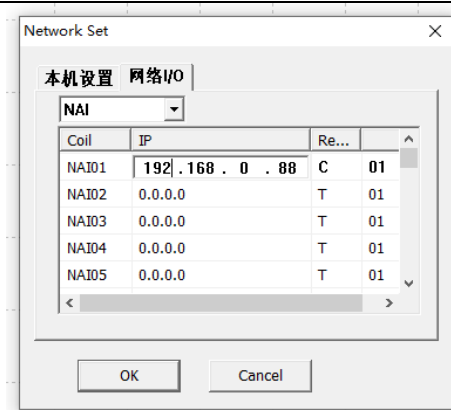 Network Set
本机设置 网络I/O
NAI
Coil IP Re...
NAI01 192.168 . 0 . 88 C 01
NAI02 0.0.0.0 T 01
NAI03 0.0.0.0 T 01
NAI04 0.0.0.0 T 01
NAI05 0.0.0.0 T 01
OK Cancel